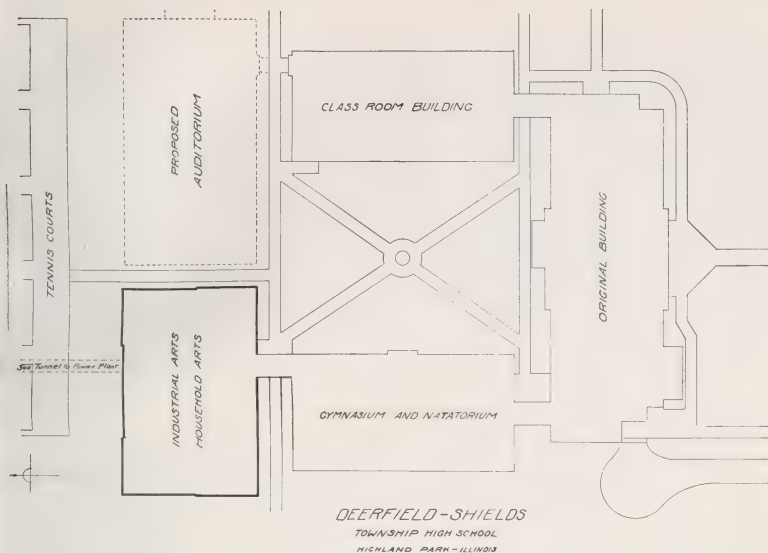 CLASS ROOM BUILDING
PROPOSED
AUDITORIUM
TENNIS COURTS
ORIGINAL BUILDING
Tunnel to Power Plant
INDUSTRIAL ARTS
HOUSEHOLD ARTS
GYMNASIUM AND NATATORIUM
DEERFIELD-SHIELDS
TOWNSHIP HIGH SCHOOL
HIGHLAND PARK-ILLINOIS